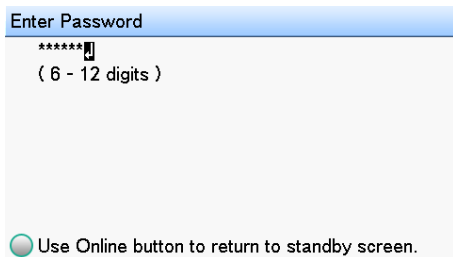 Enter Password
******↲
( 6 - 12 digits )
Use Online button to return to standby screen.